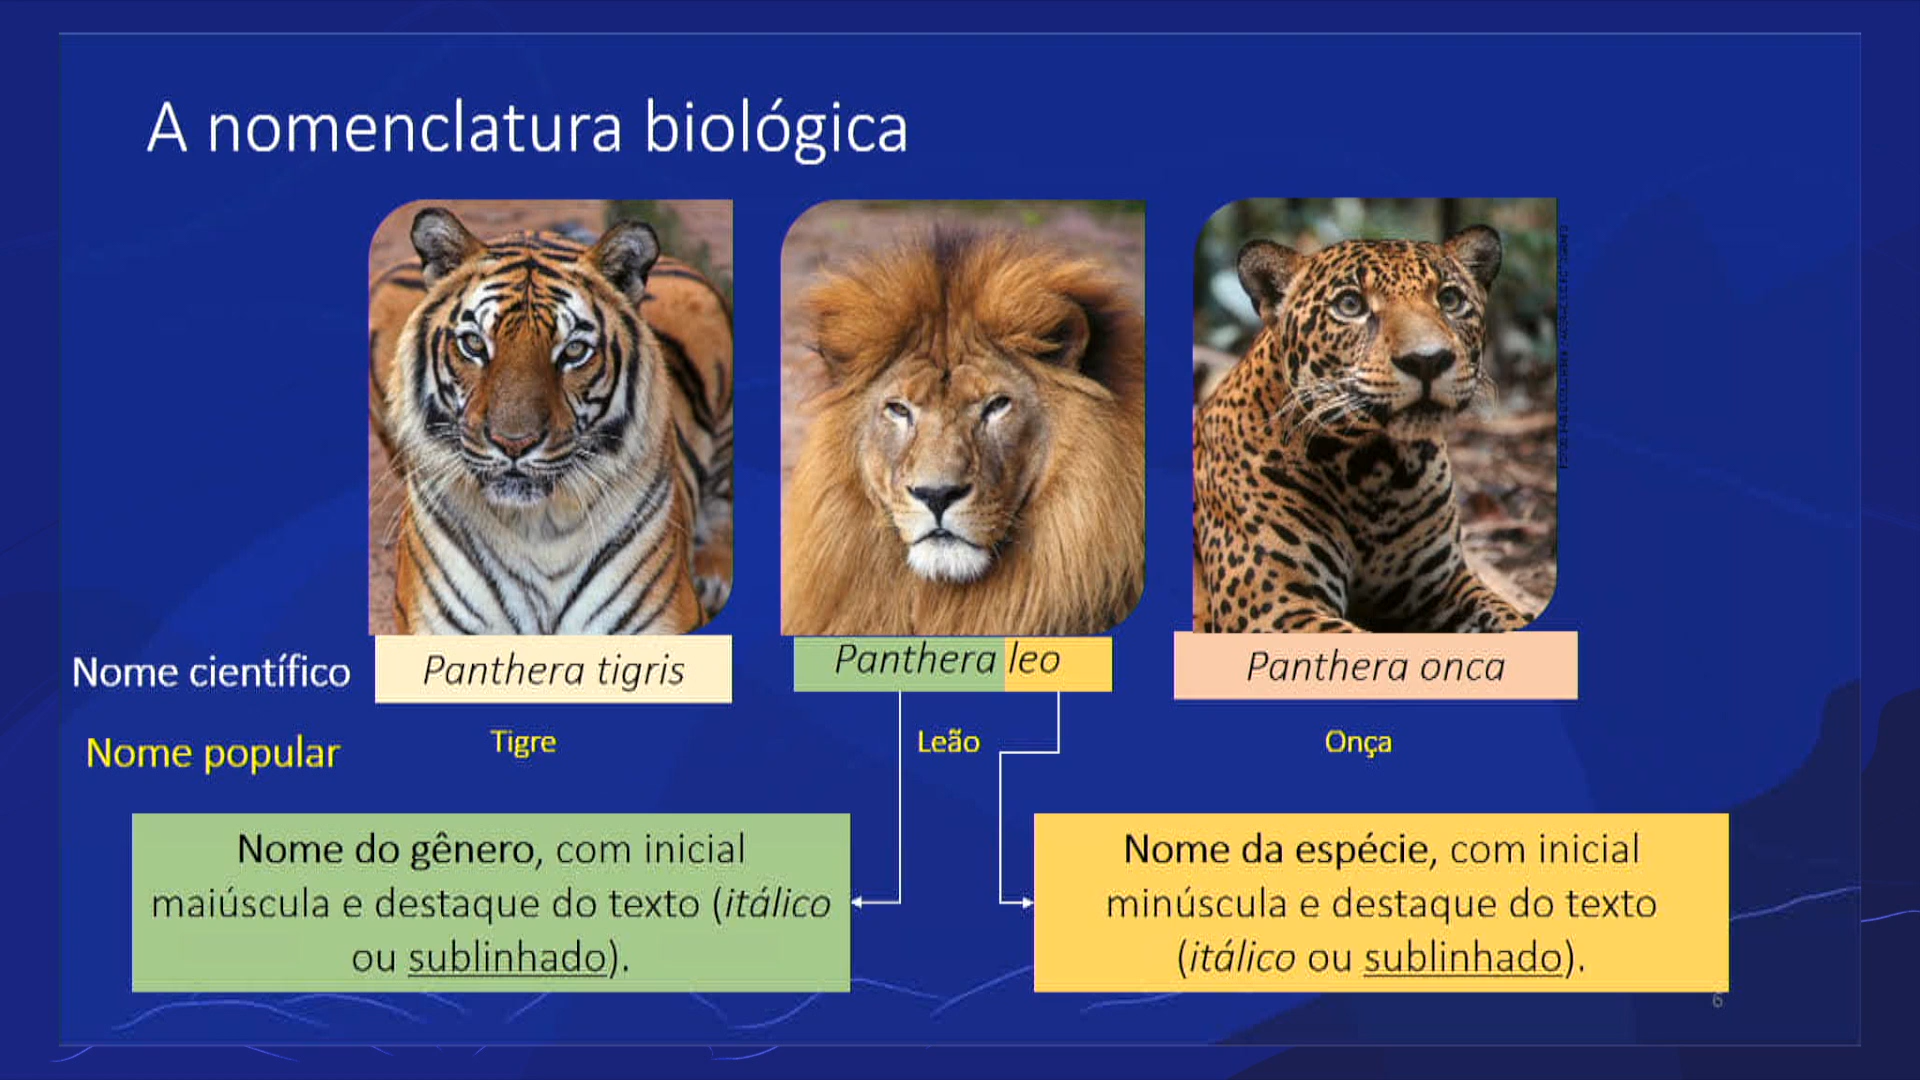 A nomenclatura biológica
Nome científico
Panthera tigris
Panthera leo
Panthera onca
Nome popular
Tigre
Leão
Onça
Nome do gênero, com inicial
maiúscula e destaque do texto (itálico
ou sublinhado).
Nome da espécie, com inicial
minúscula e destaque do texto
(itálico ou sublinhado).
6